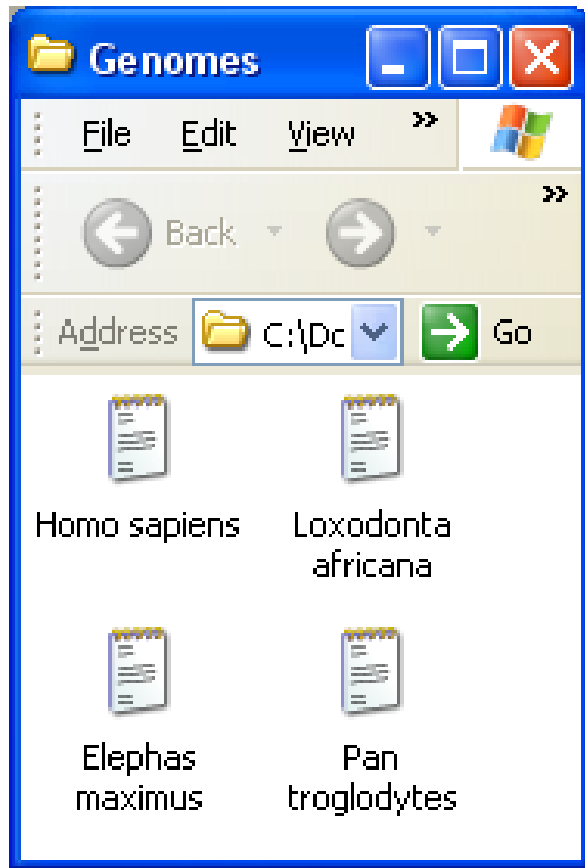 Genomes
File Edit View »
Back »
Address C:\Dc Go
Homo sapiens
Loxodonta
africana
Elephas
maximus
Pan
troglodytes